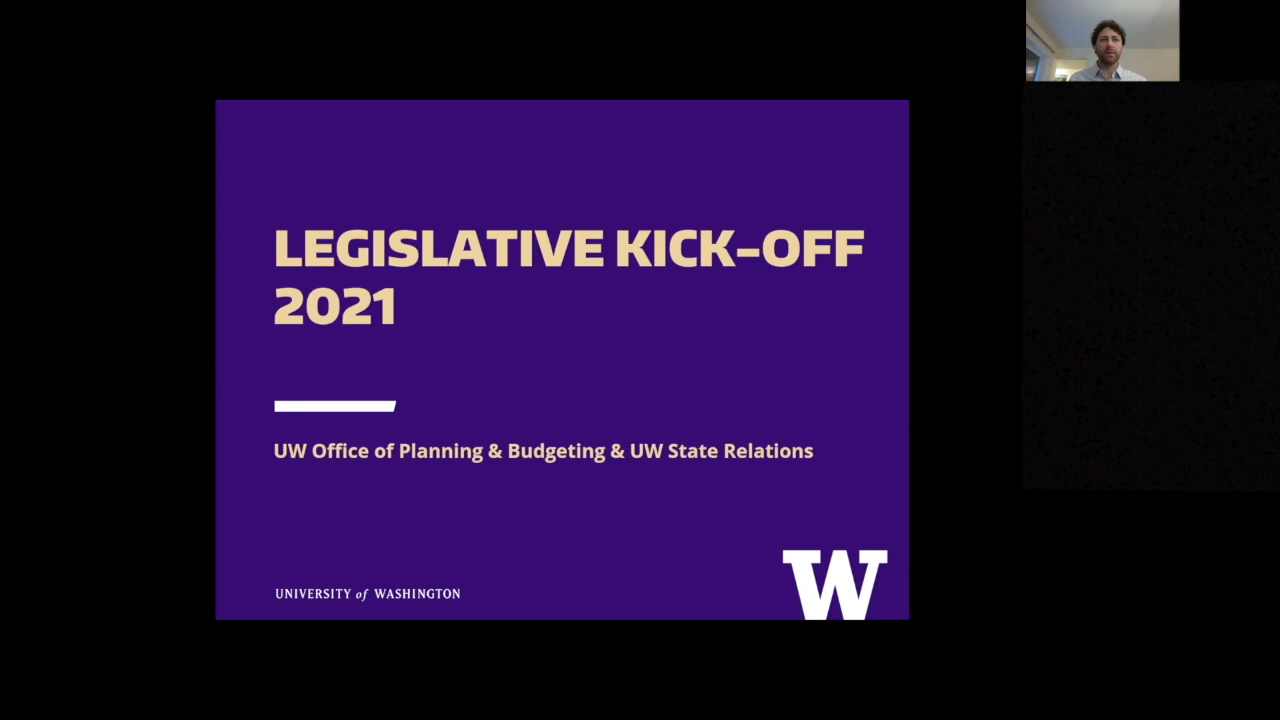 LEGISLATIVE KICK-OFF
2021
UW Office of Planning & Budgeting & UW State Relations
UNIVERSITY of WASHINGTON
W